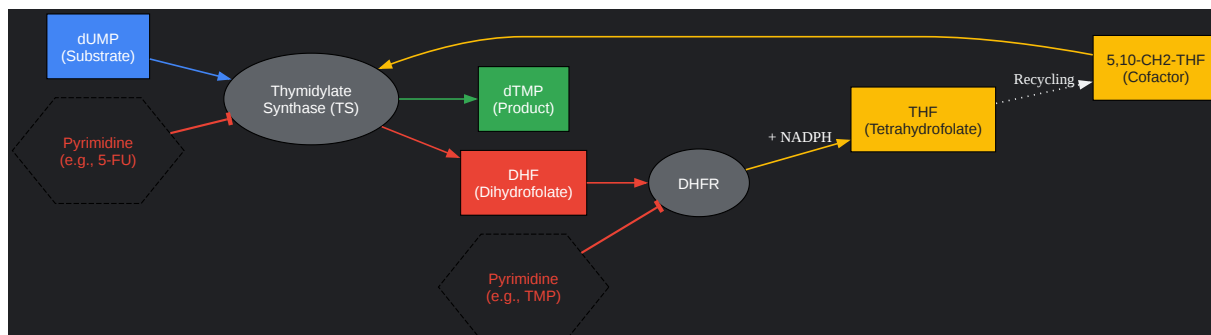 dUMP
(Substrate)
Thymidylate
Synthase (TS)
Pyrimidine
(e.g., 5-FU)
dTMP
(Product)
DHF
(Dihydrofolate)
Pyrimidine
(e.g., TMP)
DHFR
+ NADPH
THF
(Tetrahydrofolate)
Recycling
5,10-CH2-THF
(Cofactor)